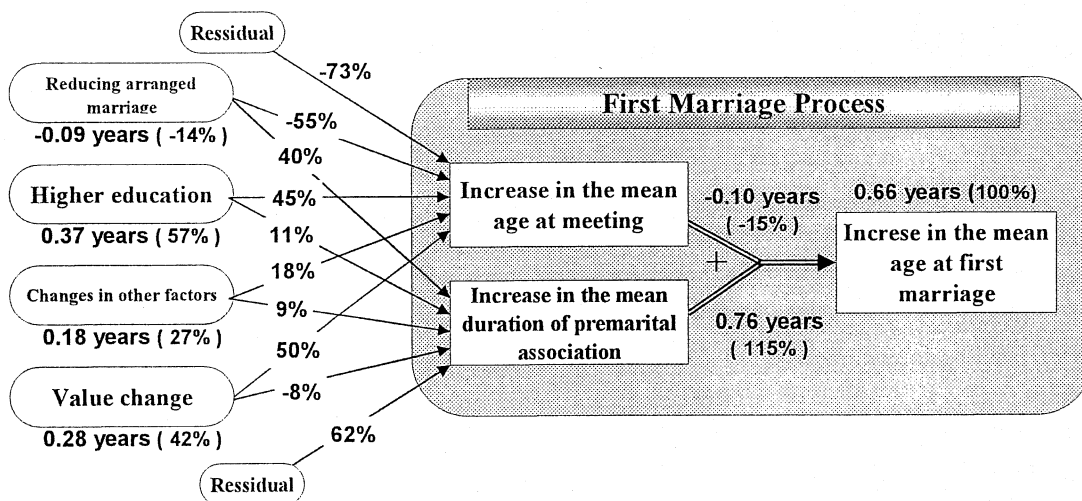 Ressidual
-73%
Reducing arranged
marriage
-0.09 years ( -14%)
-55%
40%
First Marriage Process
Higher education
0.37 years ( 57%)
45%
11%
Increase in the mean
age at meeting
-0.10 years
( -15%)
0.66 years (100%)
Increse in the mean
age at first
marriage
+
Changes in other factors
0.18 years ( 27%)
18%
9%
Increase in the mean
duration of premarital
association
0.76 years
( 115%)
Value change
0.28 years ( 42%)
50%
-8%
62%
Ressidual